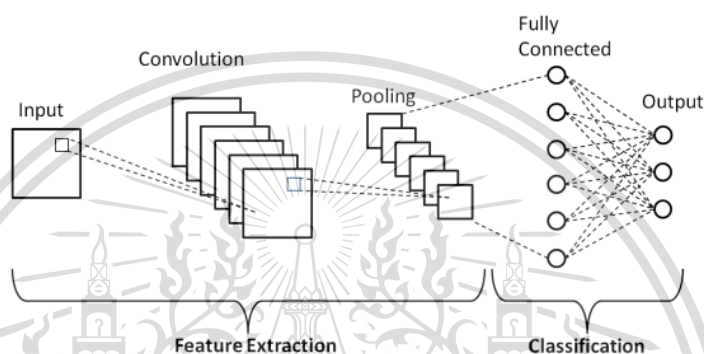 Input
Convolution
Pooling
Fully
Connected
Output
Feature Extraction
Classification